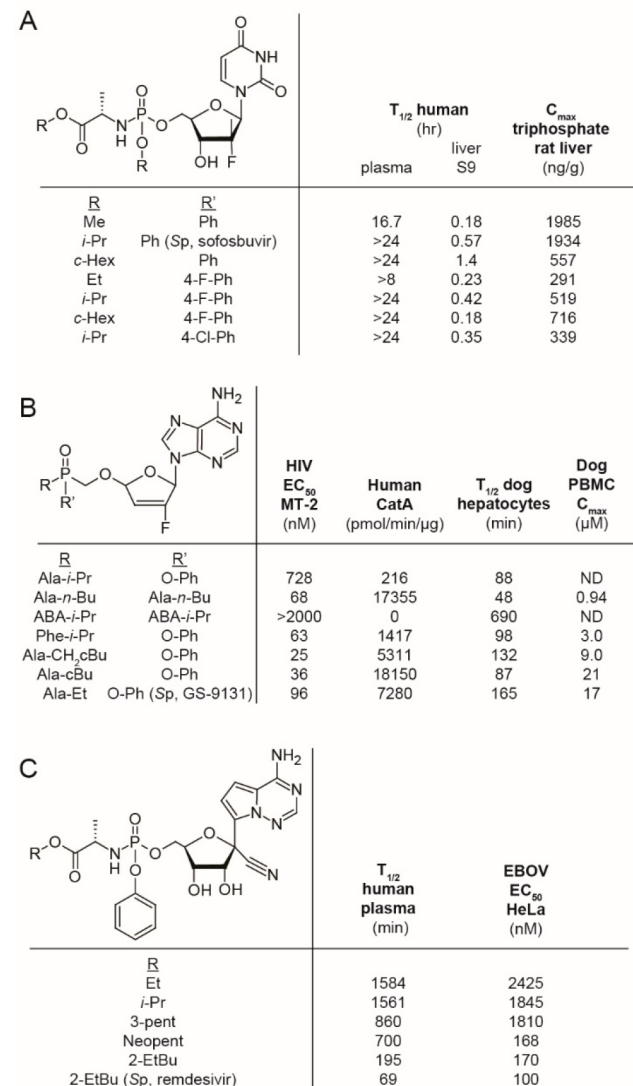 A
O
NH
N
O
O
O
R
O
N
H
P
O
O
R
O
O
OH
F
T1/2 human
(hr)
plasma
liver
S9
Cmax
triphosphate
rat liver
(ng/g)
R R'
Me Ph 16.7 0.18 1985
i-Pr Ph (Sp, sofosbuvir) >24 0.57 1934
c-Hex Ph >24 1.4 557
Et 4-F-Ph >8 0.23 291
i-Pr 4-F-Ph >24 0.42 519
c-Hex 4-F-Ph >24 0.18 716
i-Pr 4-Cl-Ph >24 0.35 339
B
NH2
N
N
N
N
O
R
P
R'
O
O
F
HIV
EC50
MT-2
(nM)
Human
CatA
(pmol/min/µg)
T1/2 dog
hepatocytes
(min)
Dog
PBMC
Cmax
(µM)
R R'
Ala-i-Pr O-Ph 728 216 88 ND
Ala-n-Bu Ala-n-Bu 68 17355 48 0.94
ABA-i-Pr ABA-i-Pr >2000 0 690 ND
Phe-i-Pr O-Ph 63 1417 98 3.0
Ala-CH2cBu O-Ph 25 5311 132 9.0
Ala-cBu O-Ph 36 18150 87 21
Ala-Et O-Ph (Sp, GS-9131) 96 7280 165 17
C
NH2
N
N
N
R
O
O
N
H
P
O
O
O
O
N
OH OH
T1/2
human
plasma
(min)
EBOV
EC50
HeLa
(nM)
R
Et 1584 2425
i-Pr 1561 1845
3-pent 860 1810
Neopent 700 168
2-EtBu 195 170
2-EtBu (Sp, remdesivir) 69 100